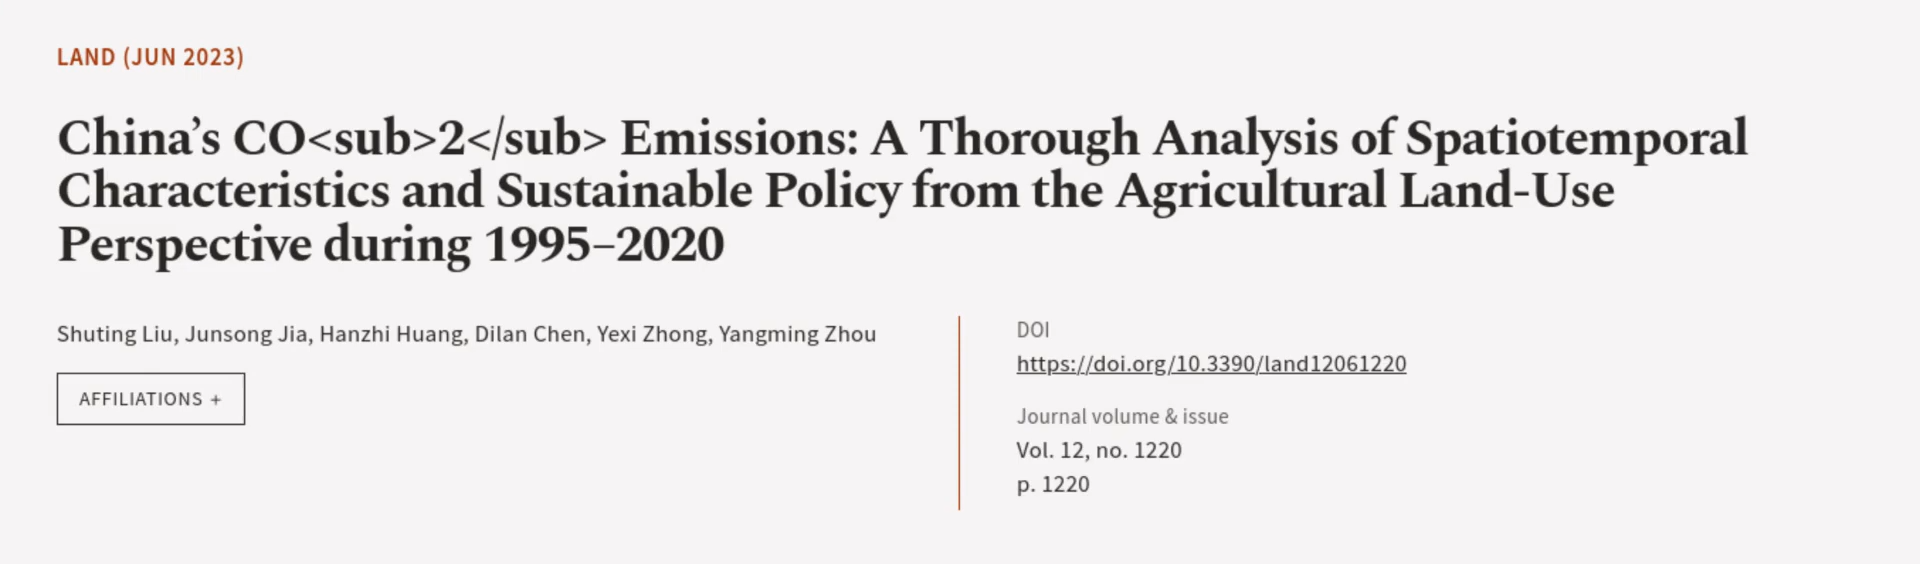 LAND (JUN 2023)
China’s CO<sub>2</sub> Emissions: A Thorough Analysis of Spatiotemporal
Characteristics and Sustainable Policy from the Agricultural Land-Use
Perspective during 1995–2020
Shuting Liu, Junsong Jia, Hanzhi Huang, Dilan Chen, Yexi Zhong, Yangming Zhou
AFFILIATIONS +
DOI
https://doi.org/10.3390/land12061220
Journal volume & issue
Vol. 12, no. 1220
p. 1220